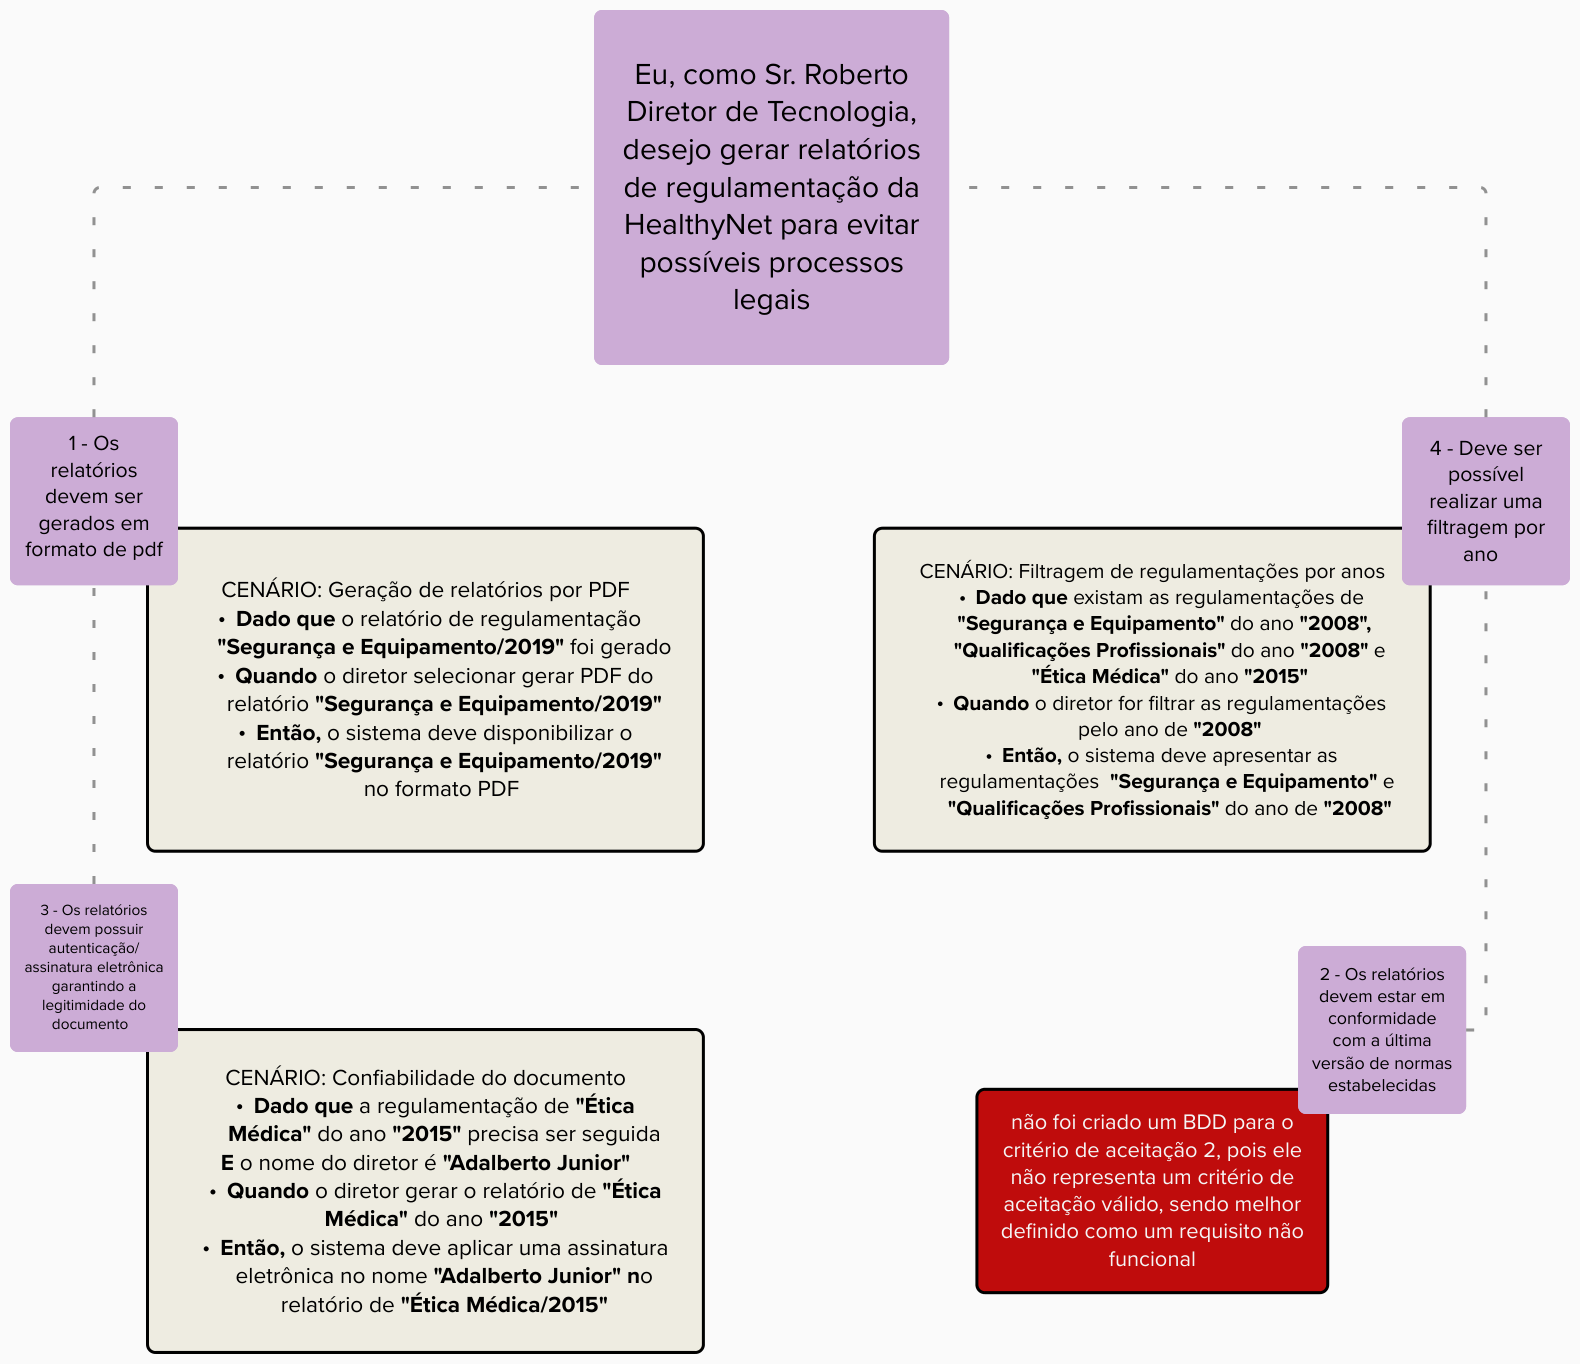 Eu, como Sr. Roberto
Diretor de Tecnologia,
desejo gerar relatórios
de regulamentação da
HealthyNet para evitar
possíveis processos
legais
1 - Os
relatórios
devem ser
gerados em
formato de pdf
CENÁRIO: Geração de relatórios por PDF
• Dado que o relatório de regulamentação
"Segurança e Equipamento/2019" foi gerado
• Quando o diretor selecionar gerar PDF do
relatório "Segurança e Equipamento/2019"
• Então, o sistema deve disponibilizar o
relatório "Segurança e Equipamento/2019"
no formato PDF
4 - Deve ser
possível
realizar uma
filtragem por
ano
CENÁRIO: Filtragem de regulamentações por anos
• Dado que existam as regulamentações de
"Segurança e Equipamento" do ano "2008",
"Qualificações Profissionais" do ano "2008" e
"Ética Médica" do ano "2015"
• Quando o diretor for filtrar as regulamentações
pelo ano de "2008"
• Então, o sistema deve apresentar as
regulamentações "Segurança e Equipamento" e
"Qualificações Profissionais" do ano de "2008"
3 - Os relatórios
devem possuir
autenticação/
assinatura eletrônica
garantindo a
legitimidade do
documento
CENÁRIO: Confiabilidade do documento
• Dado que a regulamentação de "Ética
Médica" do ano "2015" precisa ser seguida
E o nome do diretor é "Adalberto Junior"
• Quando o diretor gerar o relatório de "Ética
Médica" do ano "2015"
• Então, o sistema deve aplicar uma assinatura
eletrônica no nome "Adalberto Junior" no
relatório de "Ética Médica/2015"
2 - Os relatórios
devem estar em
conformidade
com a última
versão de normas
estabelecidas
não foi criado um BDD para o
critério de aceitação 2, pois ele
não representa um critério de
aceitação válido, sendo melhor
definido como um requisito não
funcional